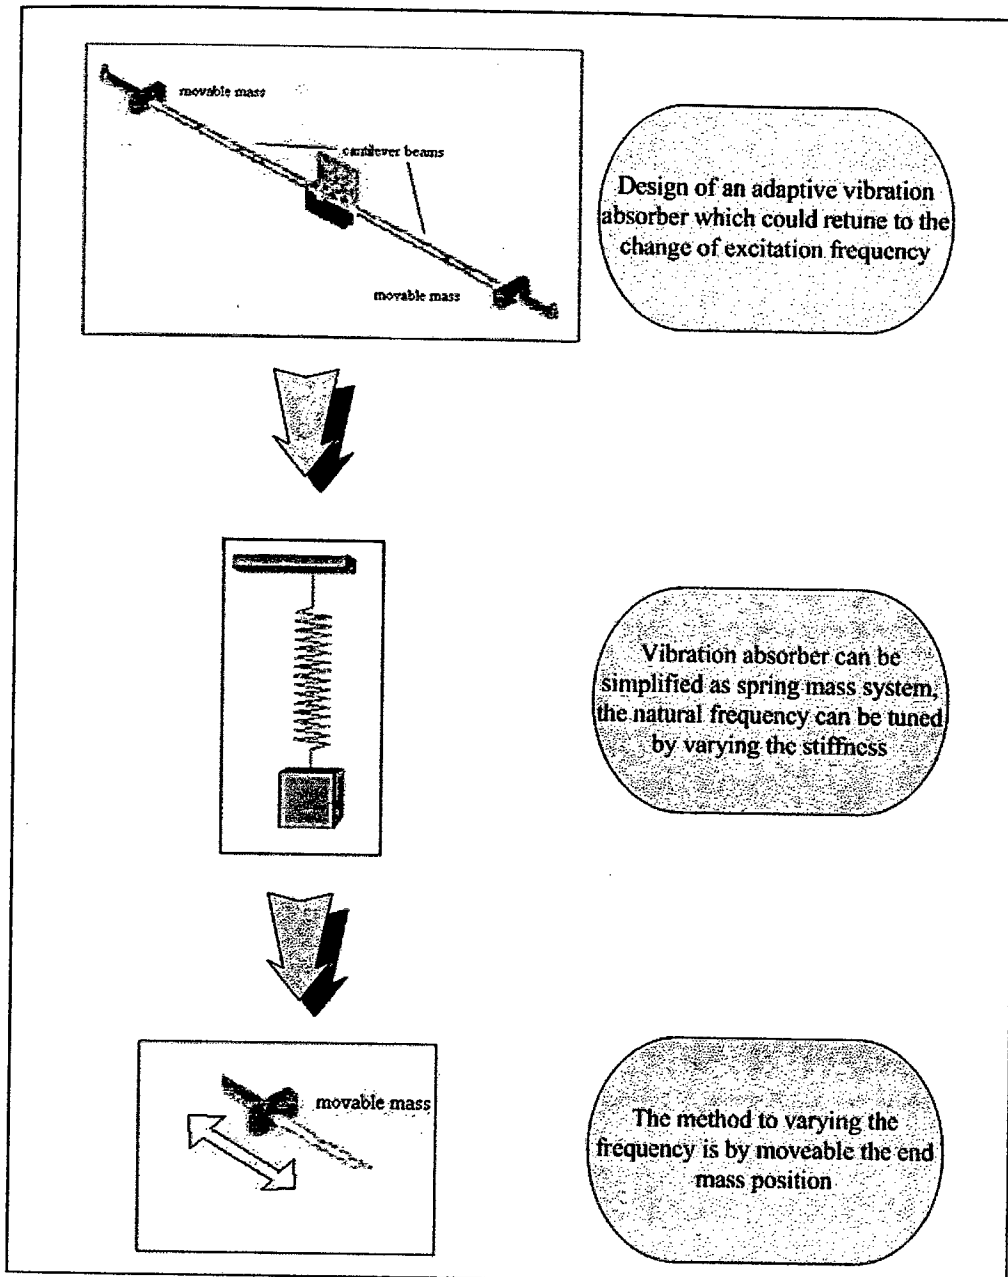 movable mass
cantilever beams
movable mass
Design of an adaptive vibration
absorber which could retune to the
change of excitation frequency
Vibration absorber can be
simplified as spring mass system,
the natural frequency can be tuned
by varying the stiffness
movable mass
The method to varying the
frequency is by moveable the end
mass position